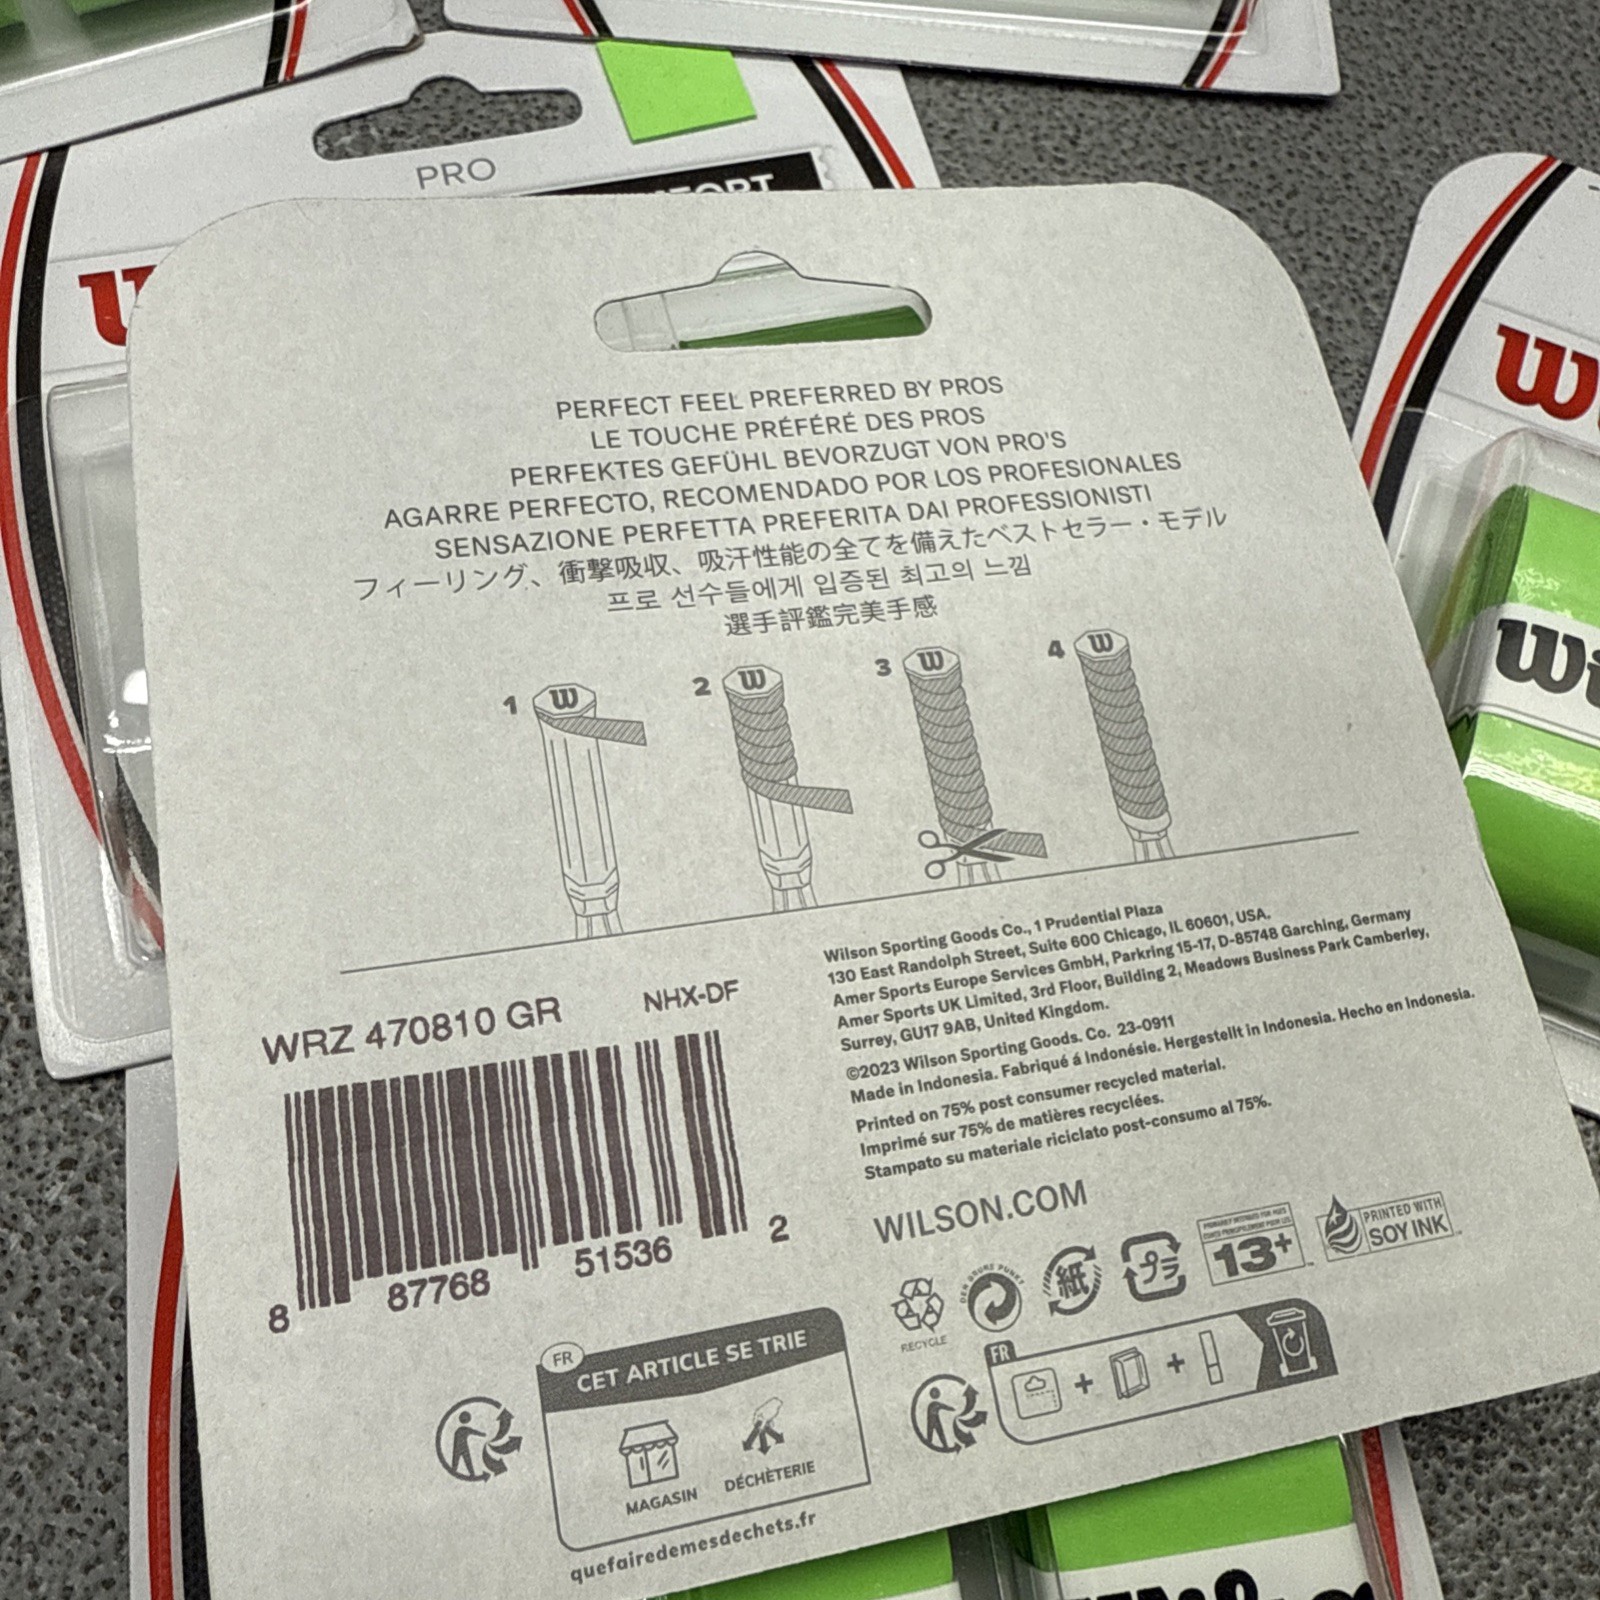 PRO
PERFECT FEEL PREFERRED BY PROS
LE TOUCHE PRÉFÉRÉ DES PROS
PERFEKTES GEFÜHL BEVORZUGT VON PRO'S
AGARRE PERFECTO, RECOMENDADO POR LOS PROFESIONALES
SENSAZIONE PERFETTA PREFERITA DAI PROFESSIONISTI
フィーリング、衝撃吸収、吸汗性能の全てを備えたベストセラー・モデル
프로 선수들에게 입증된 최고의 느낌
選手評鑑完美手感
1 W
2 W
3 W
4 W
Wilson Sporting Goods Co., 1 Prudential Plaza
130 East Randolph Street, Suite 600 Chicago, IL 60601, USA.
Amer Sports Europe Services GmbH, Parkring 15-17, D-85748 Garching, Germany
Amer Sports UK Limited, 3rd Floor, Building 2, Meadows Business Park Camberley,
Surrey, GU17 9AB, United Kingdom.
©2023 Wilson Sporting Goods. Co. 23-0911
Made in Indonesia. Fabriqué á Indonésie. Hergestellt in Indonesia. Hecho en Indonesia.
Printed on 75% post consumer recycled material.
Imprimé sur 75% de matières recyclées.
Stampato su materiale riciclato post-consumo al 75%.
WRZ 470810 GR NHX-DF
8 87768 51536 2
WILSON.COM
RECYCLE
DER GRÜNE PUNKT
紙
プラ
13+
PRINTED WITH
SOY INK
FR
CET ARTICLE SE TRIE
MAGASIN
DÉCHÈTERIE
quefairedemesdechets.fr
FR
+ +